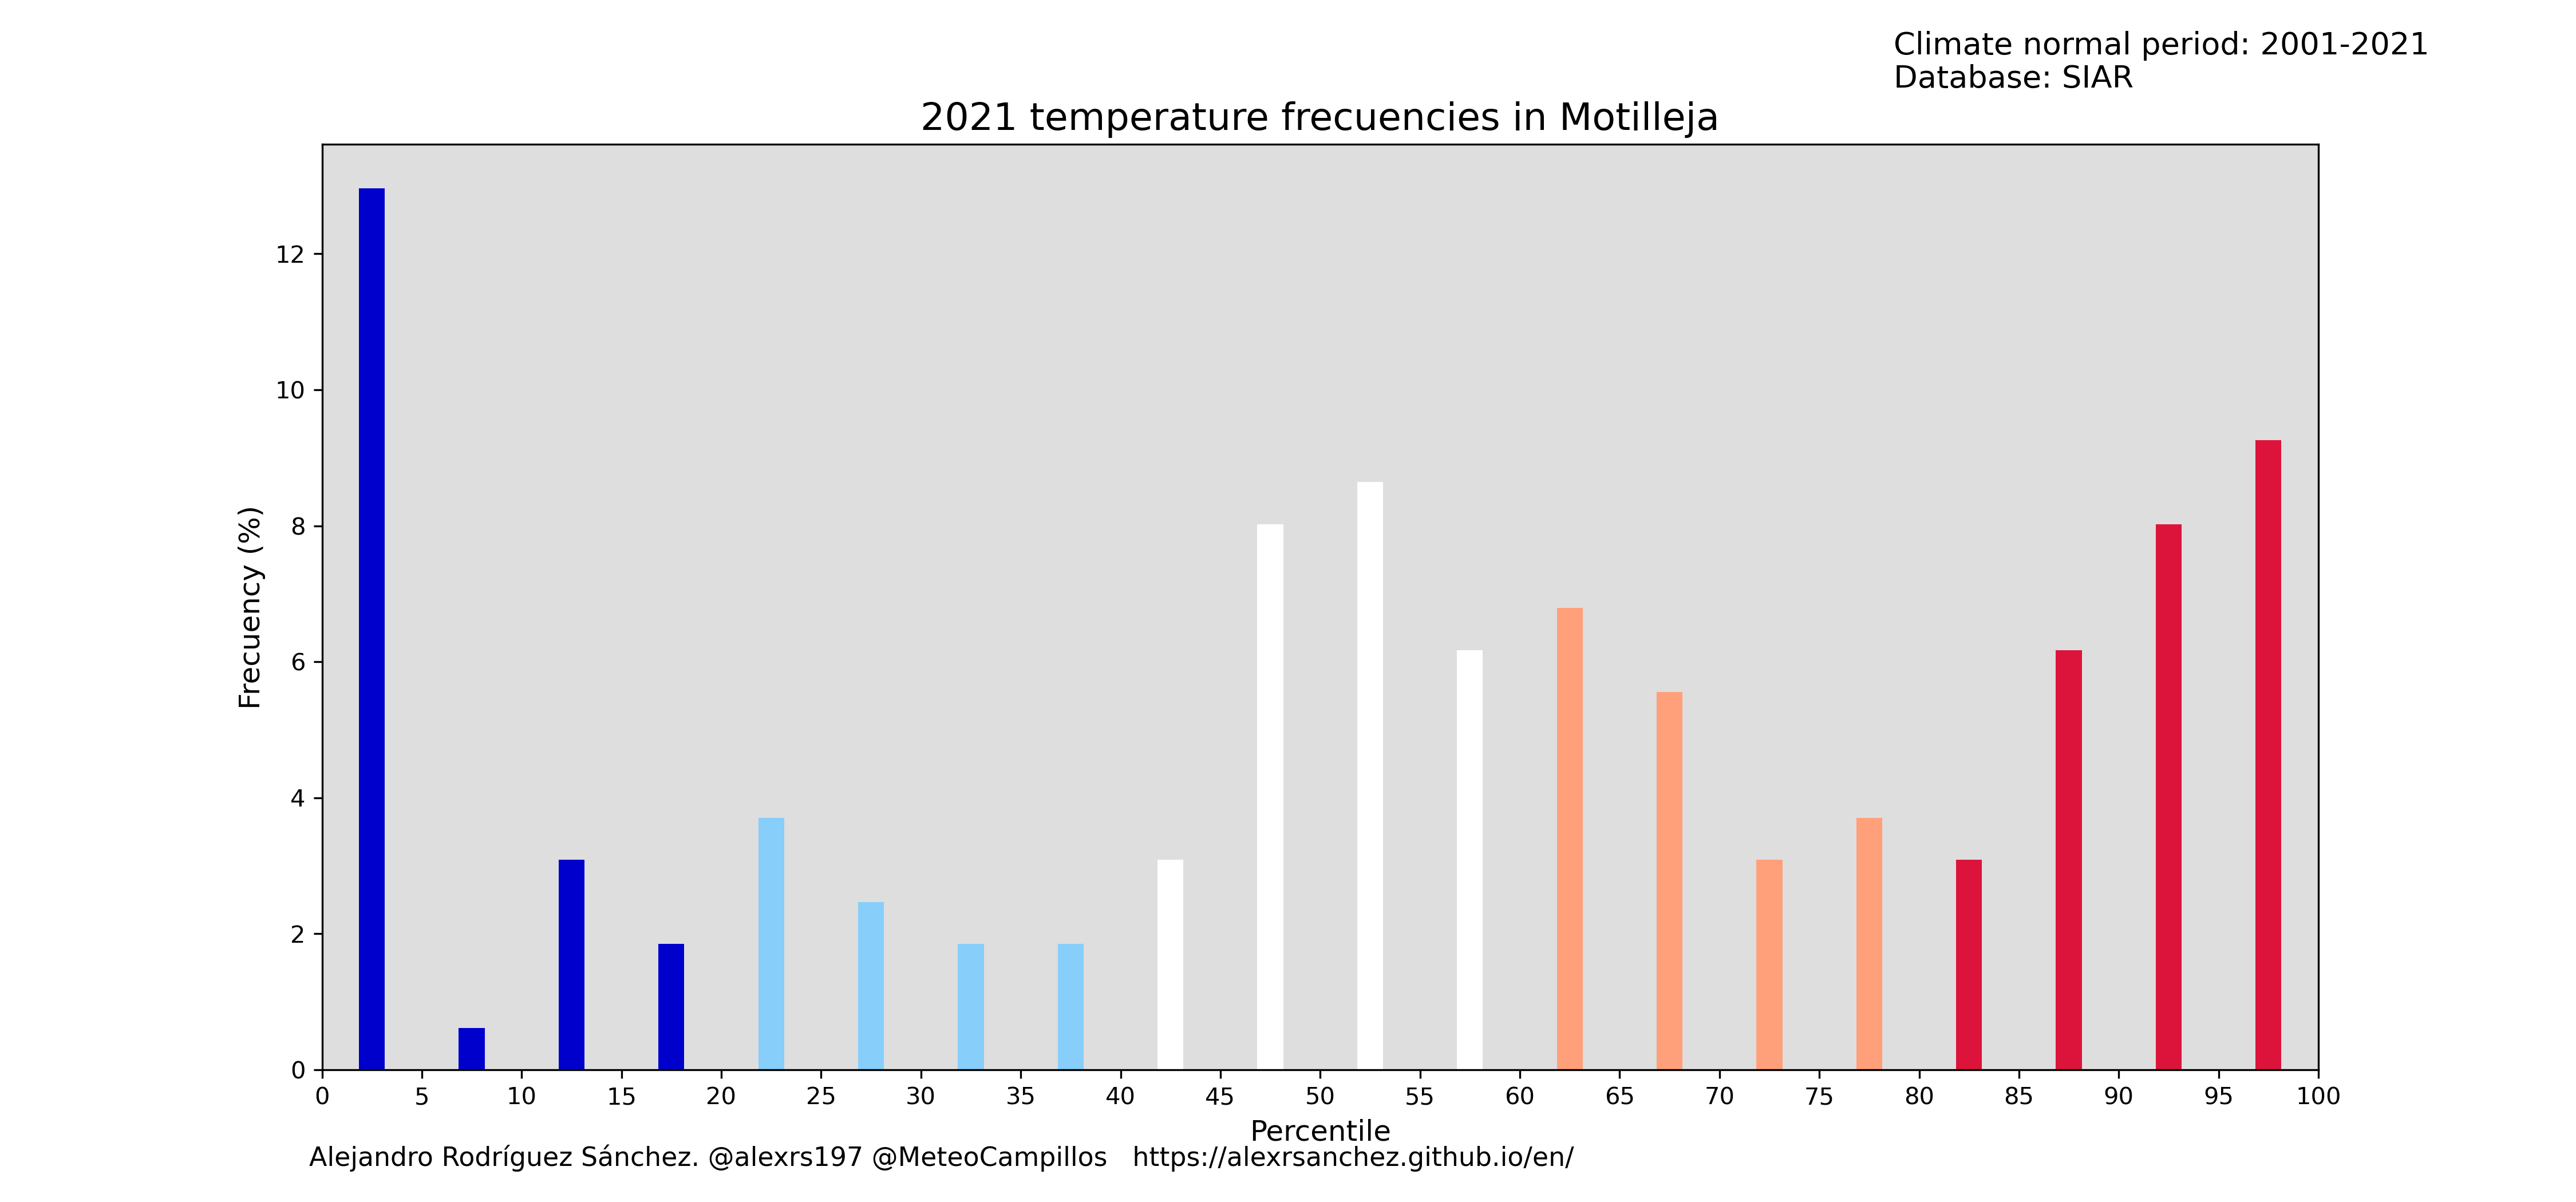 Climate normal period: 2001-2021
Database: SIAR
2021 temperature frecuencies in Motilleja
Frecuency (%)
12
10
8
6
4
2
0
0 5 10 15 20 25 30 35 40 45 50 55 60 65 70 75 80 85 90 95 100
Percentile
Alejandro Rodríguez Sánchez. @alexrs197 @MeteoCampillos https://alexrsanchez.github.io/en/